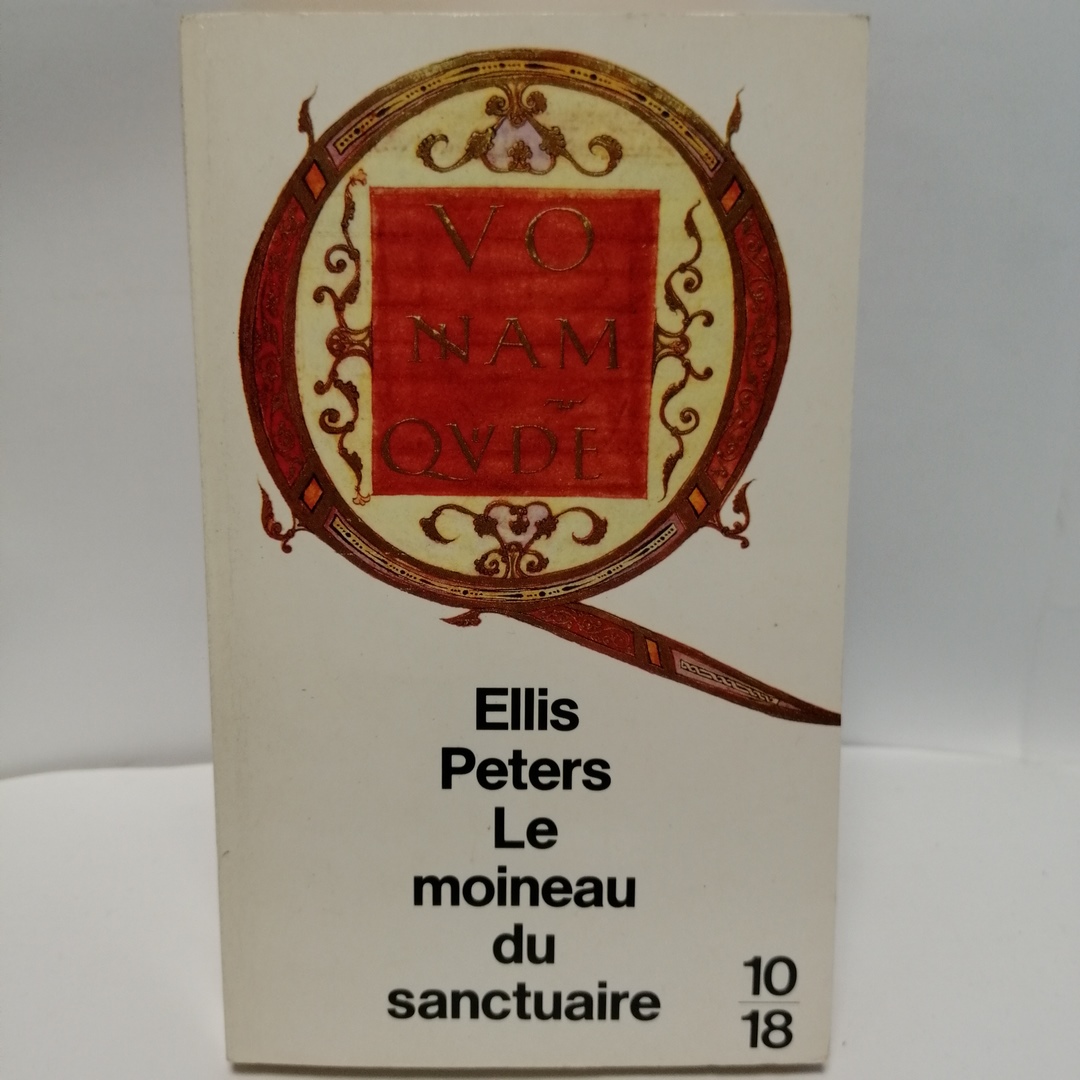 VO
NAM
QVDE̅
Ellis
Peters
Le
moineau
du
sanctuaire
10
18